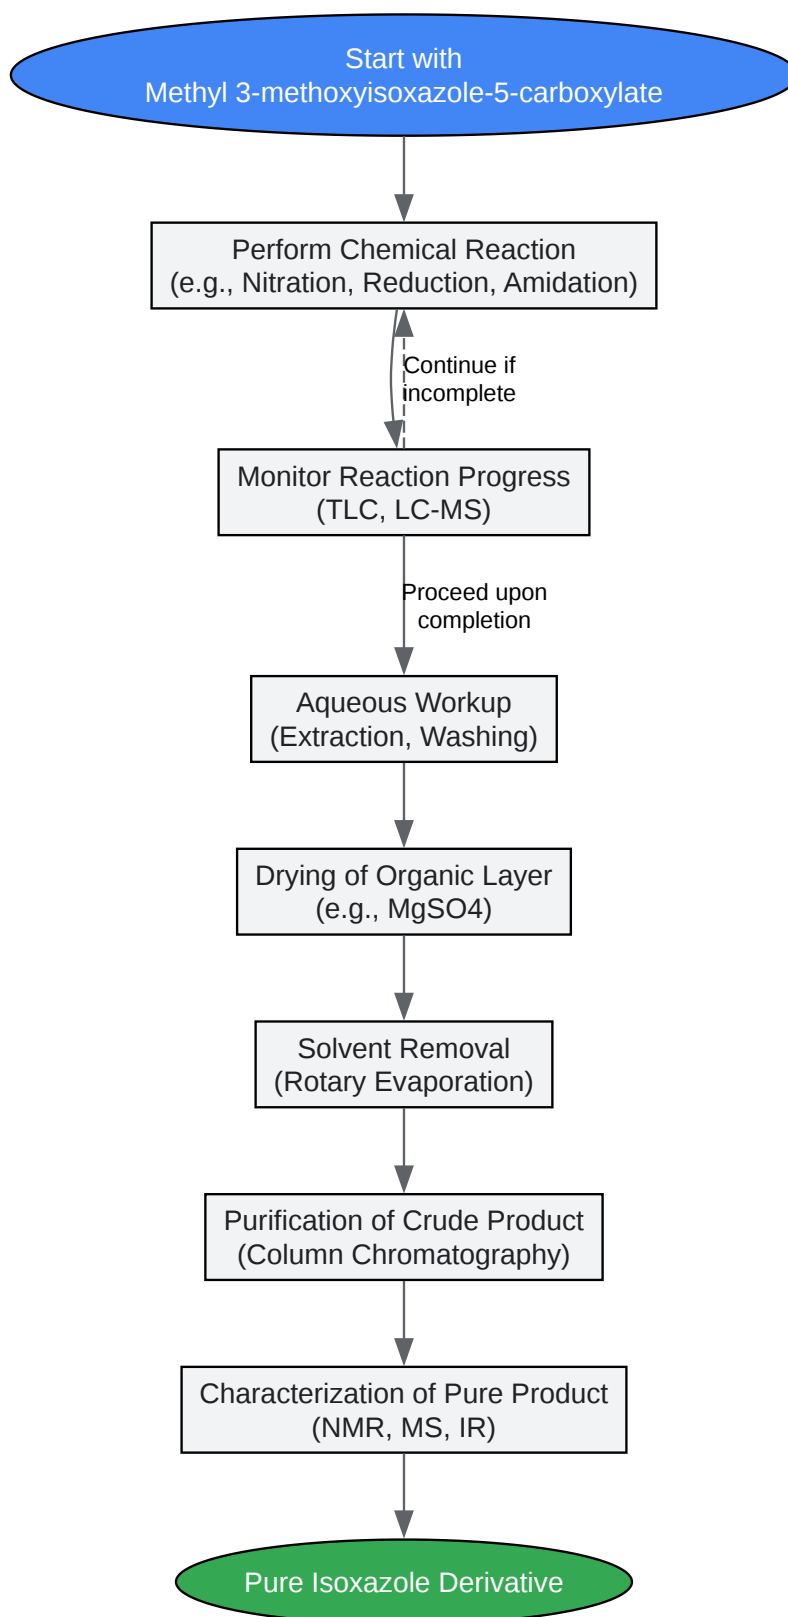 Start with
Methyl 3-methoxyisoxazole-5-carboxylate
Perform Chemical Reaction
(e.g., Nitration, Reduction, Amidation)
Continue if
incomplete
Monitor Reaction Progress
(TLC, LC-MS)
Proceed upon
completion
Aqueous Workup
(Extraction, Washing)
Drying of Organic Layer
(e.g., MgSO4)
Solvent Removal
(Rotary Evaporation)
Purification of Crude Product
(Column Chromatography)
Characterization of Pure Product
(NMR, MS, IR)
Pure Isoxazole Derivative